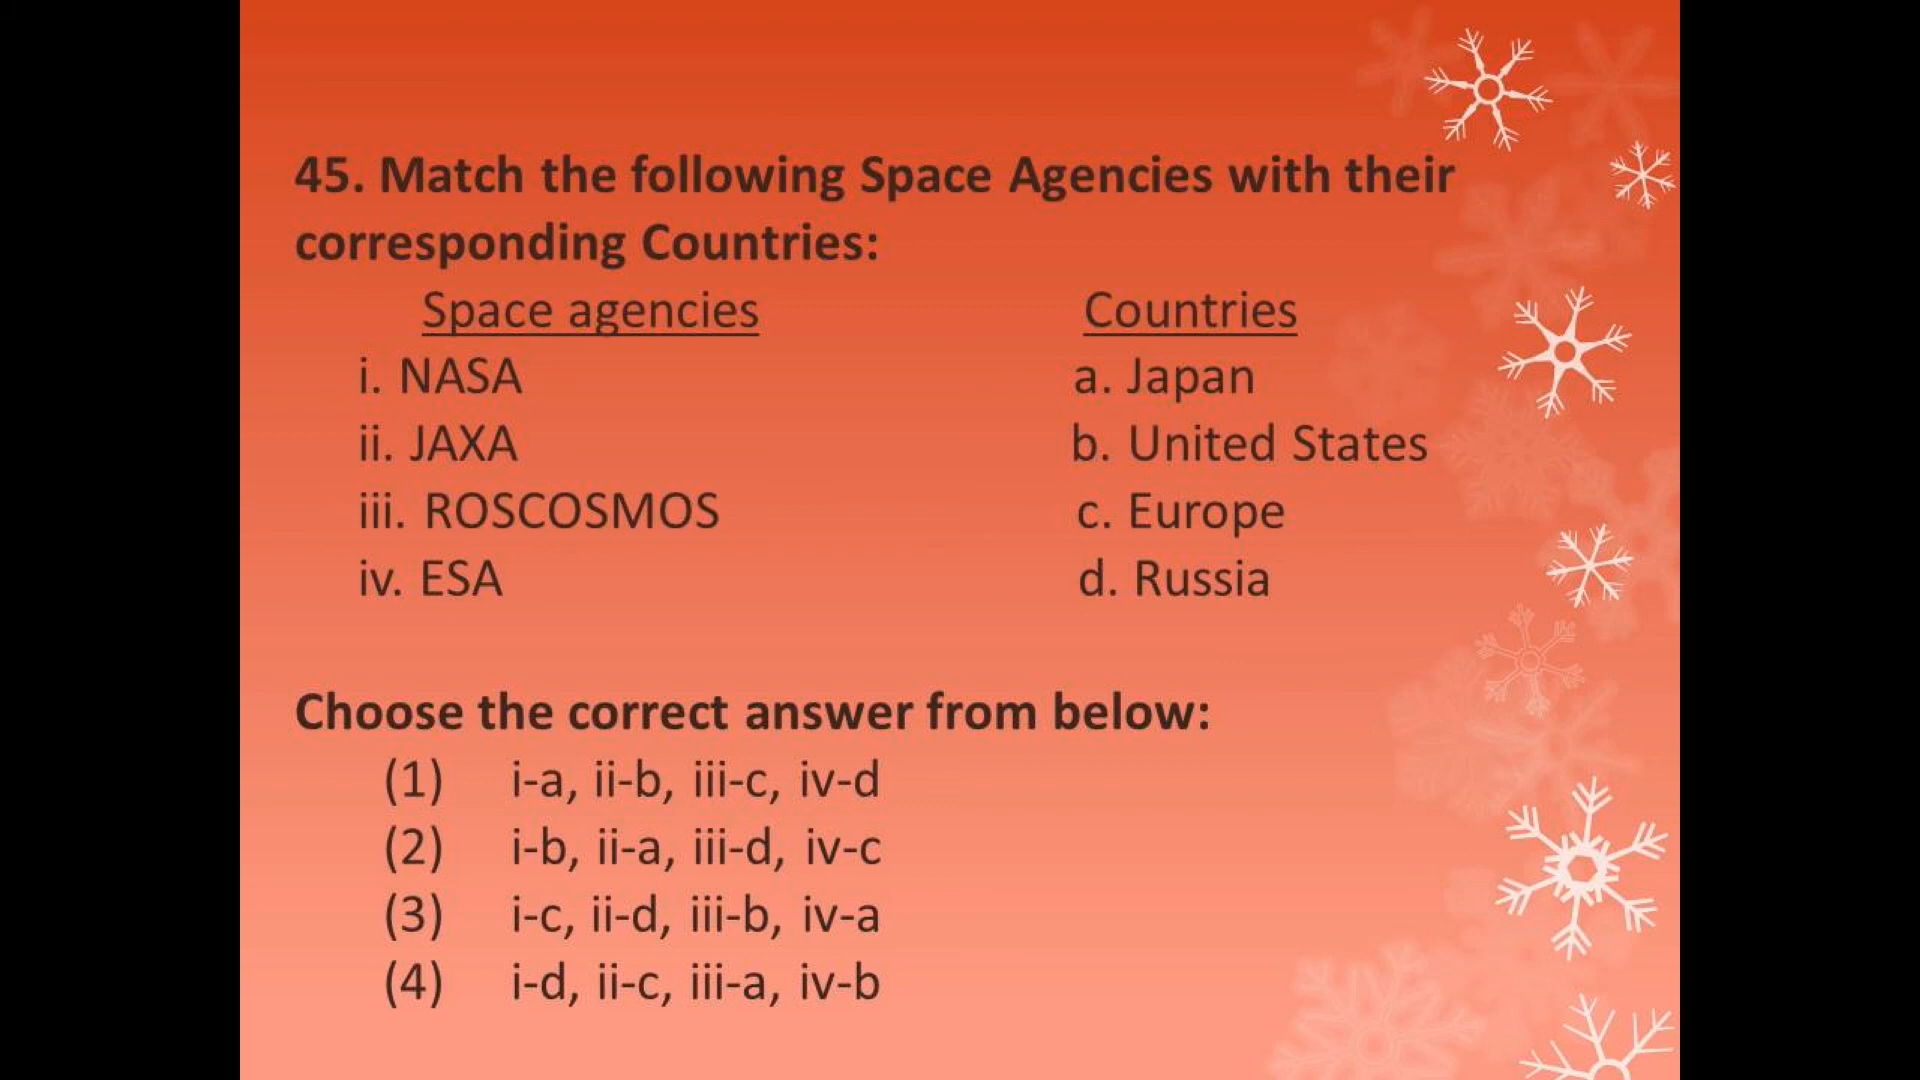 45. Match the following Space Agencies with their
corresponding Countries:
Space agencies Countries
i. NASA a. Japan
ii. JAXA b. United States
iii. ROSCOSMOS c. Europe
iv. ESA d. Russia
Choose the correct answer from below:
(1) i-a, ii-b, iii-c, iv-d
(2) i-b, ii-a, iii-d, iv-c
(3) i-c, ii-d, iii-b, iv-a
(4) i-d, ii-c, iii-a, iv-b